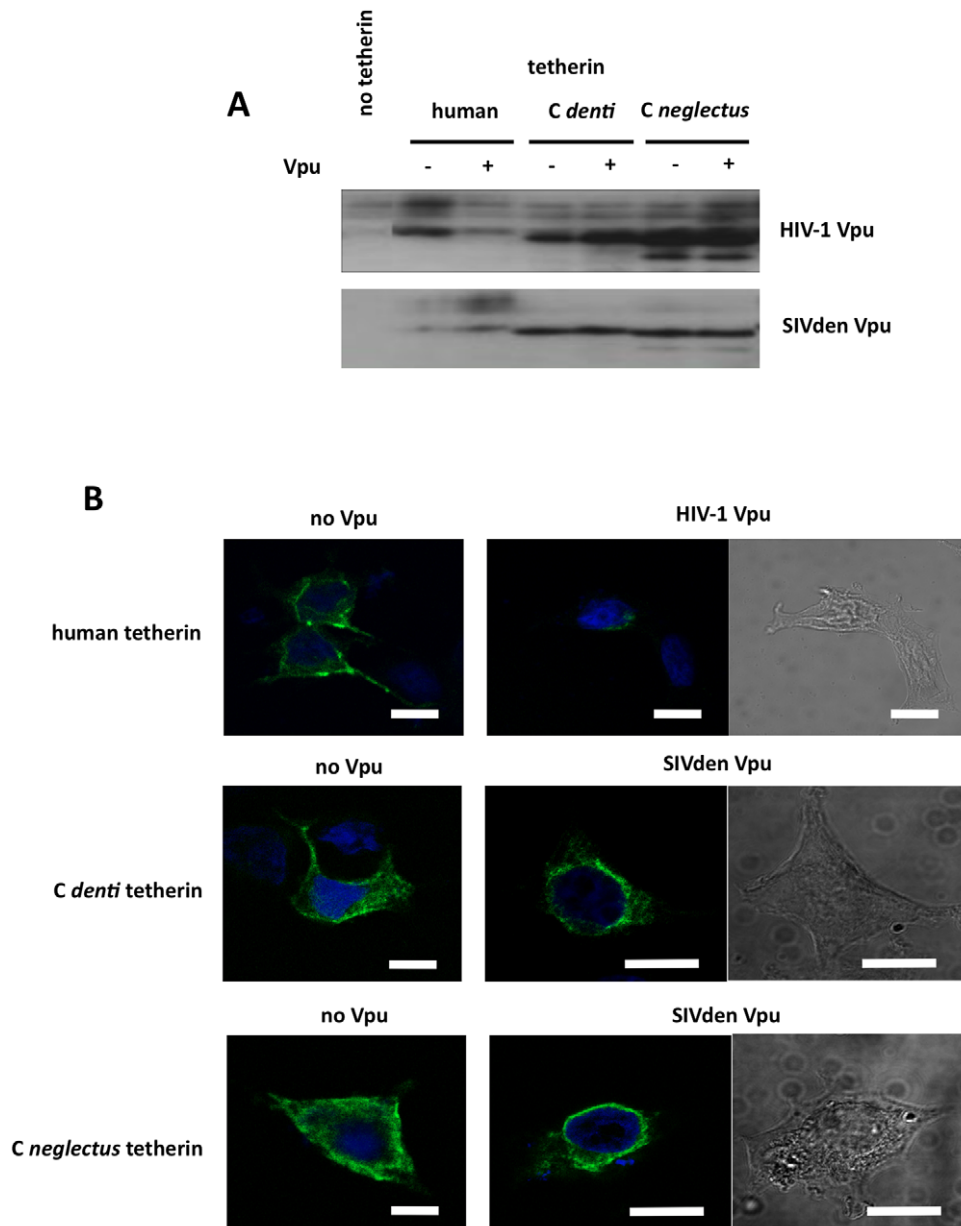 A
no tetherin
tetherin
human C denti C neglectus
Vpu - + - + - +
HIV-1 Vpu
SIVden Vpu
B
no Vpu HIV-1 Vpu
human tetherin
no Vpu SIVden Vpu
C denti tetherin
no Vpu SIVden Vpu
C neglectus tetherin